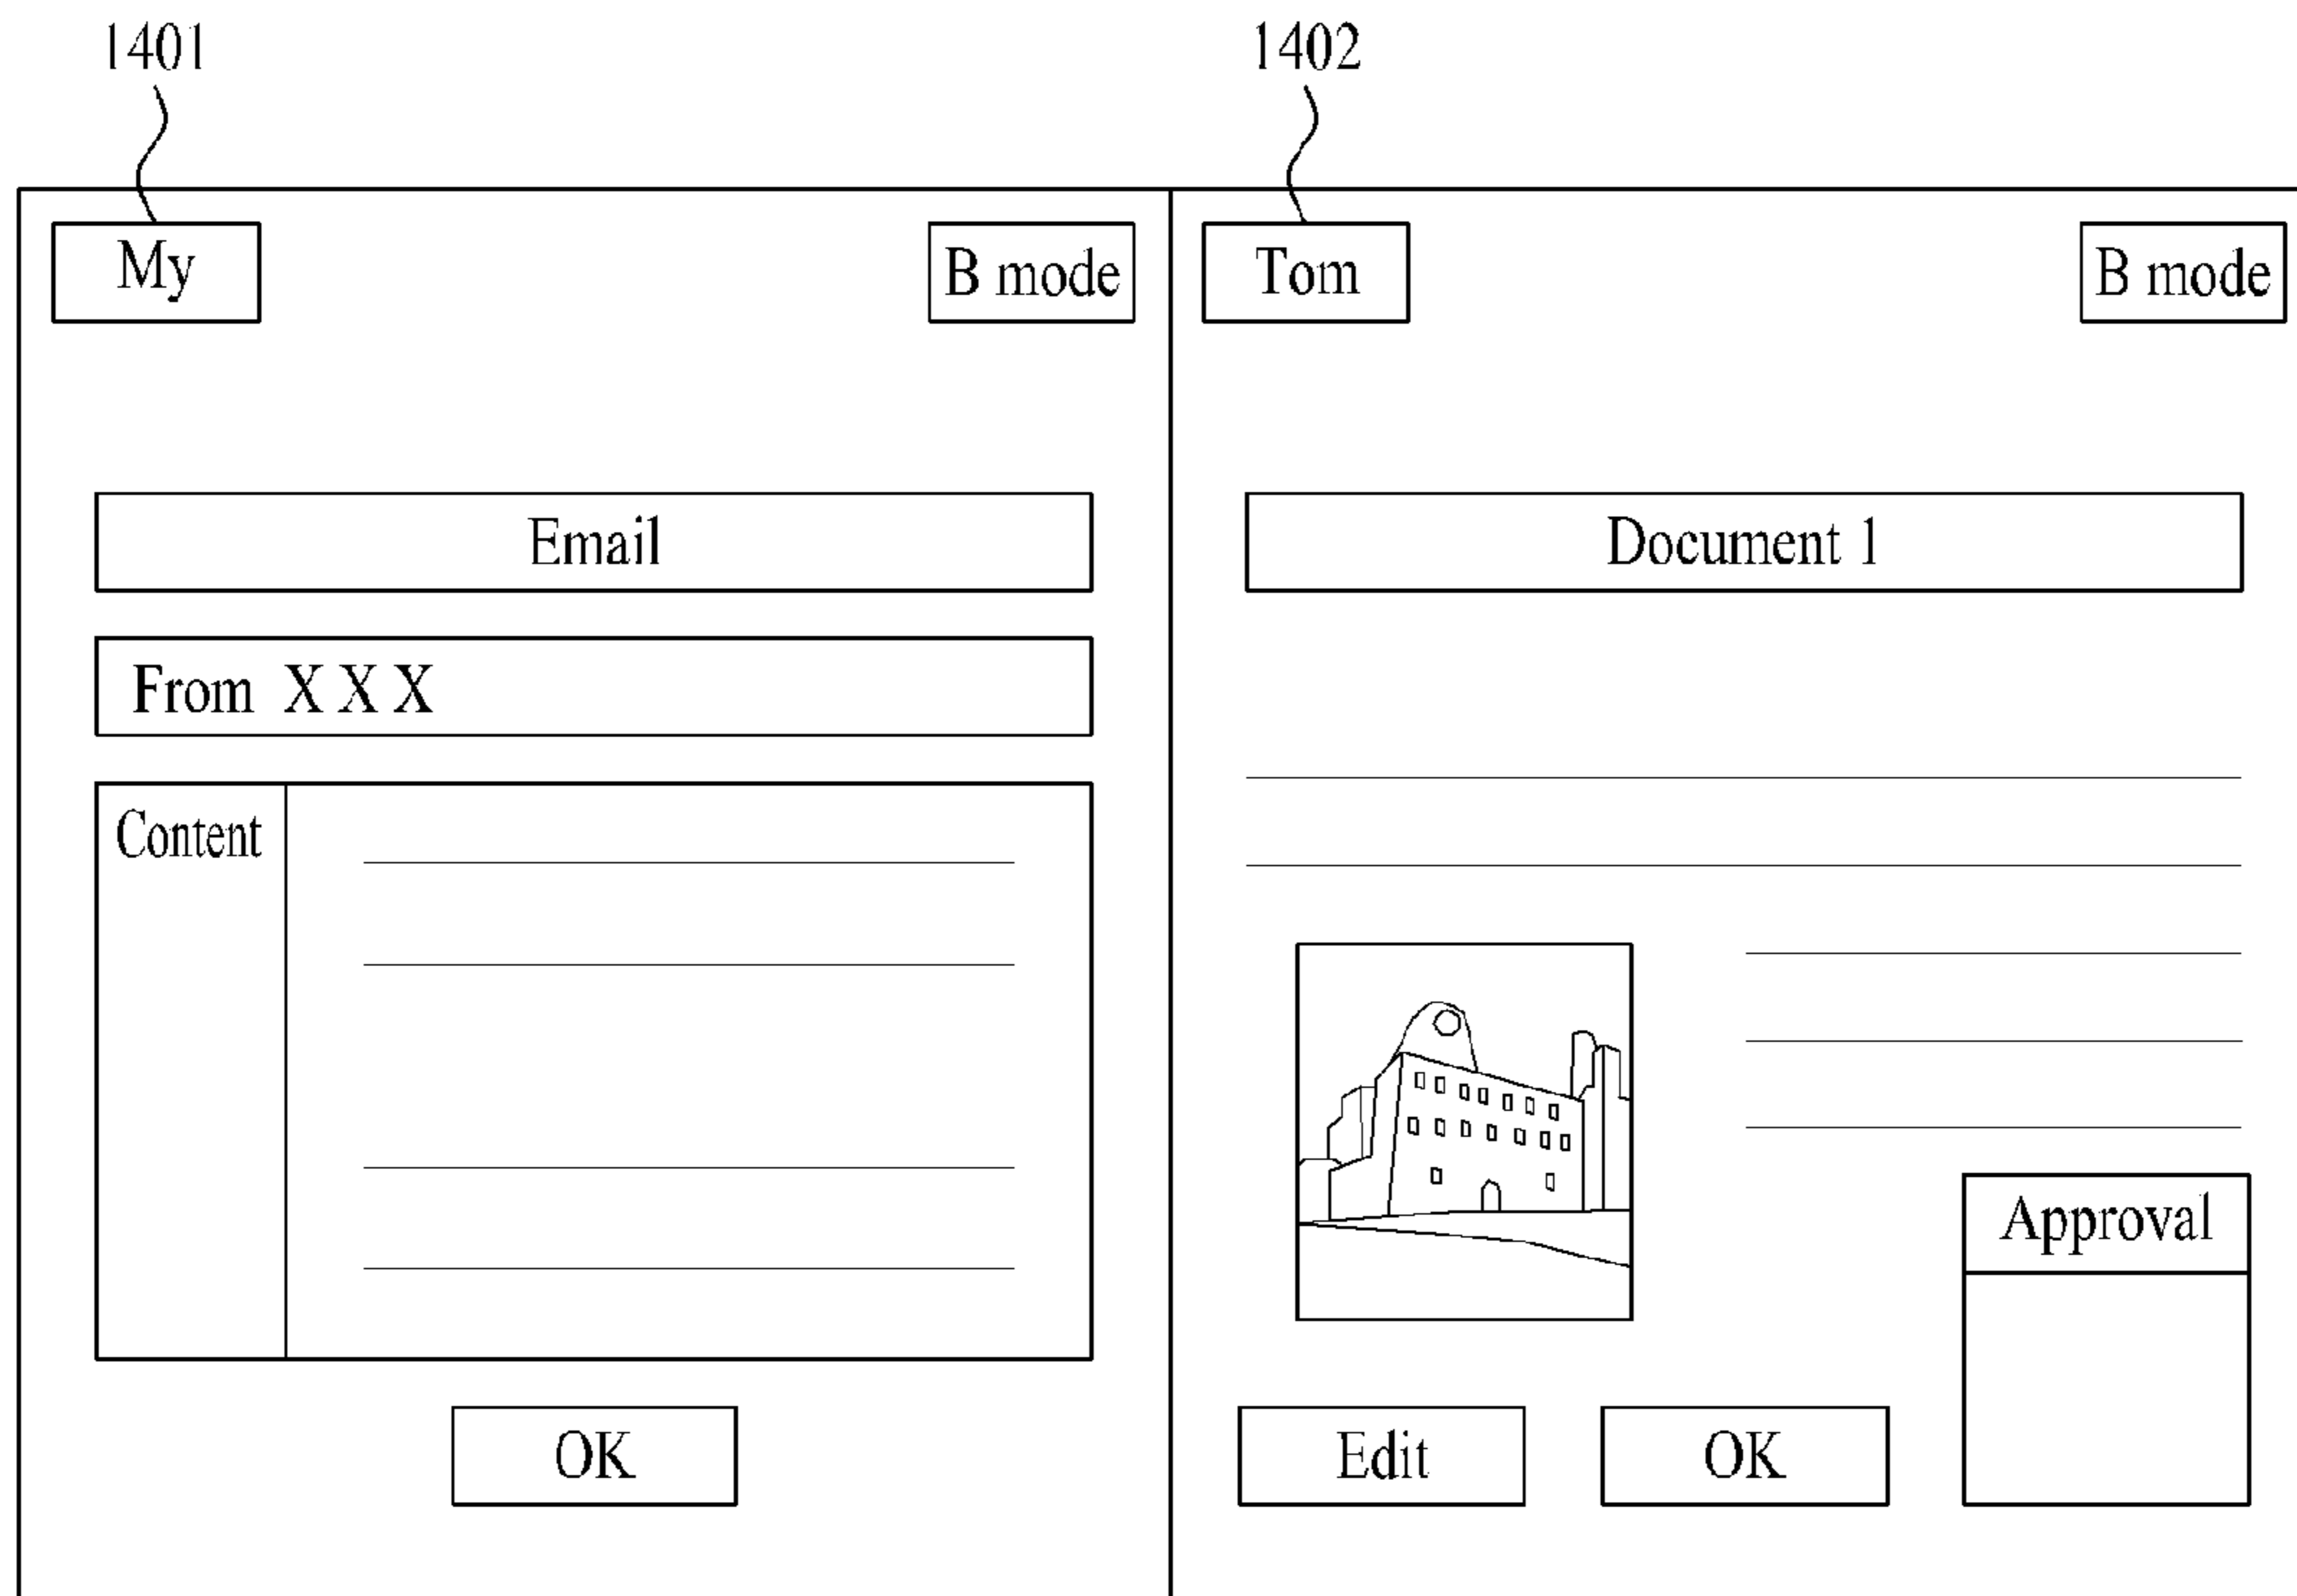 1401
1402
My
B mode
Email
From X X X
Content
OK
Tom
B mode
Document 1
Approval
Edit
OK